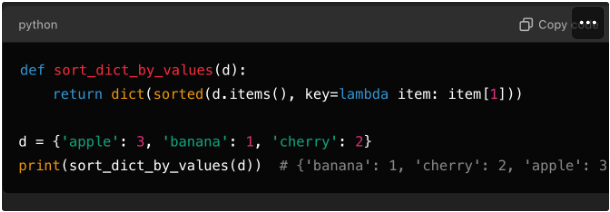 python
Copy code
def sort_dict_by_values(d):
    return dict(sorted(d.items(), key=lambda item: item[1]))
d = {'apple': 3, 'banana': 1, 'cherry': 2}
print(sort_dict_by_values(d))  # {'banana': 1, 'cherry': 2, 'apple': 3